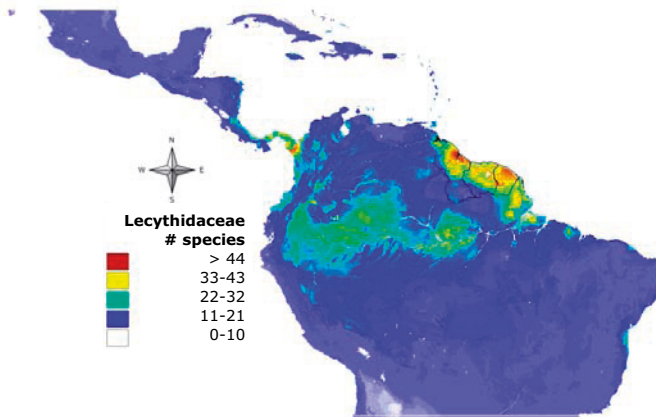 N
W E
S
Lecythidaceae
# species
> 44
33-43
22-32
11-21
0-10